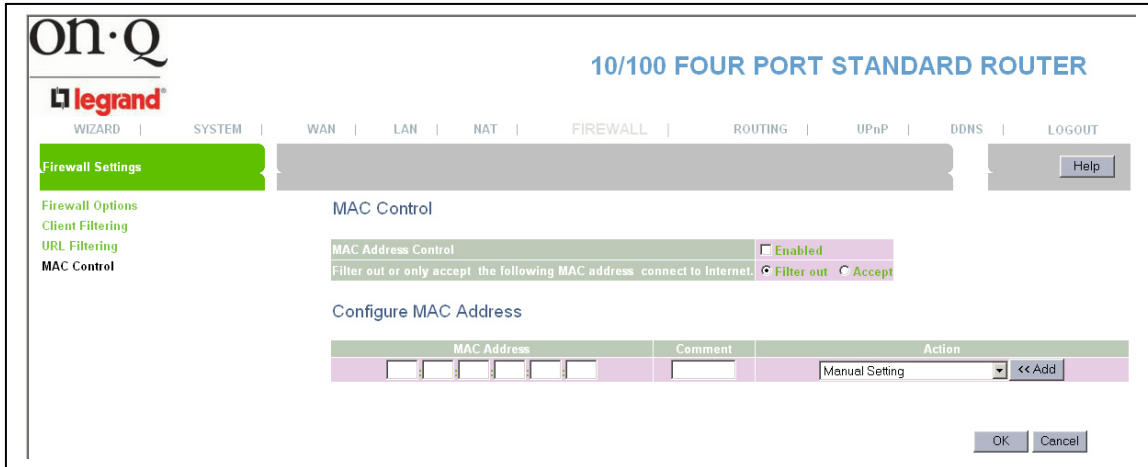 on·Q
legrand®
10/100 FOUR PORT STANDARD ROUTER
WIZARD | SYSTEM | WAN | LAN | NAT | FIREWALL | ROUTING | UPnP | DDNS | LOGOUT
Firewall Settings
Help
Firewall Options
Client Filtering
URL Filtering
MAC Control
MAC Control
MAC Address Control Enabled
Filter out or only accept the following MAC address connect to Internet. Filter out Accept
Configure MAC Address
MAC Address Comment Action
: : : : : Manual Setting << Add
OK Cancel